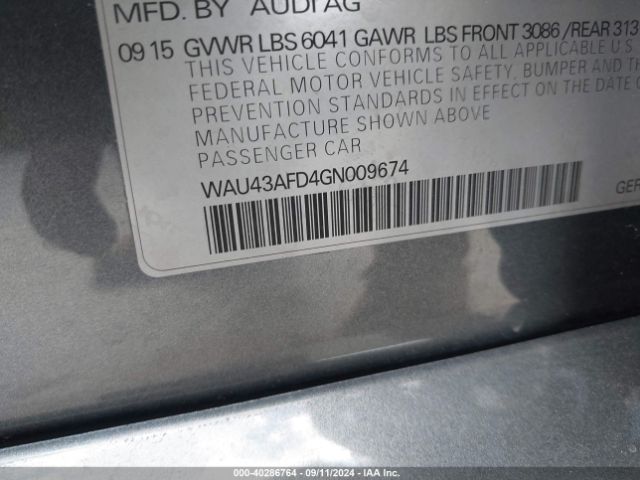 MFD. BY AUDI AG
09 15 GVWR LBS 6041 GAWR LBS FRONT 3086 /REAR 313
THIS VEHICLE CONFORMS TO ALL APPLICABLE U.S
FEDERAL MOTOR VEHICLE SAFETY, BUMPER AND TH
PREVENTION STANDARDS IN EFFECT ON THE DATE O
MANUFACTURE SHOWN ABOVE
PASSENGER CAR
WAU43AFD4GN009674
GER
000-40286764 - 09/11/2024 - IAA Inc.